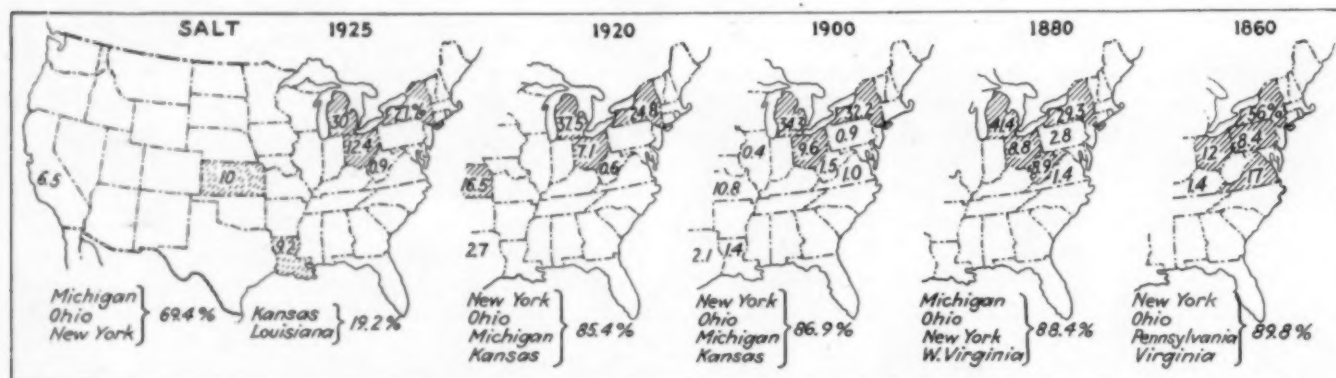 SALT 1925 1920 1900 1880 1860
30
12.4
0.9
6.5
10
9.2
Michigan
Ohio
New York
69.4%
Kansas
Louisiana
19.2%
37.5
24.8
7.1
0.6
16.5
2.7
New York
Ohio
Michigan
Kansas
85.4%
34.3
32.2
0.9
9.6
0.4
1.5
1.0
10.8
2.1
1.4
New York
Ohio
Michigan
Kansas
86.9%
41.4
29.3
2.8
8.8
8.9
1.4
Michigan
Ohio
New York
W. Virginia
88.4%
56%
8.4
12
1.4
17
New York
Ohio
Pennsylvania
Virginia
89.8%